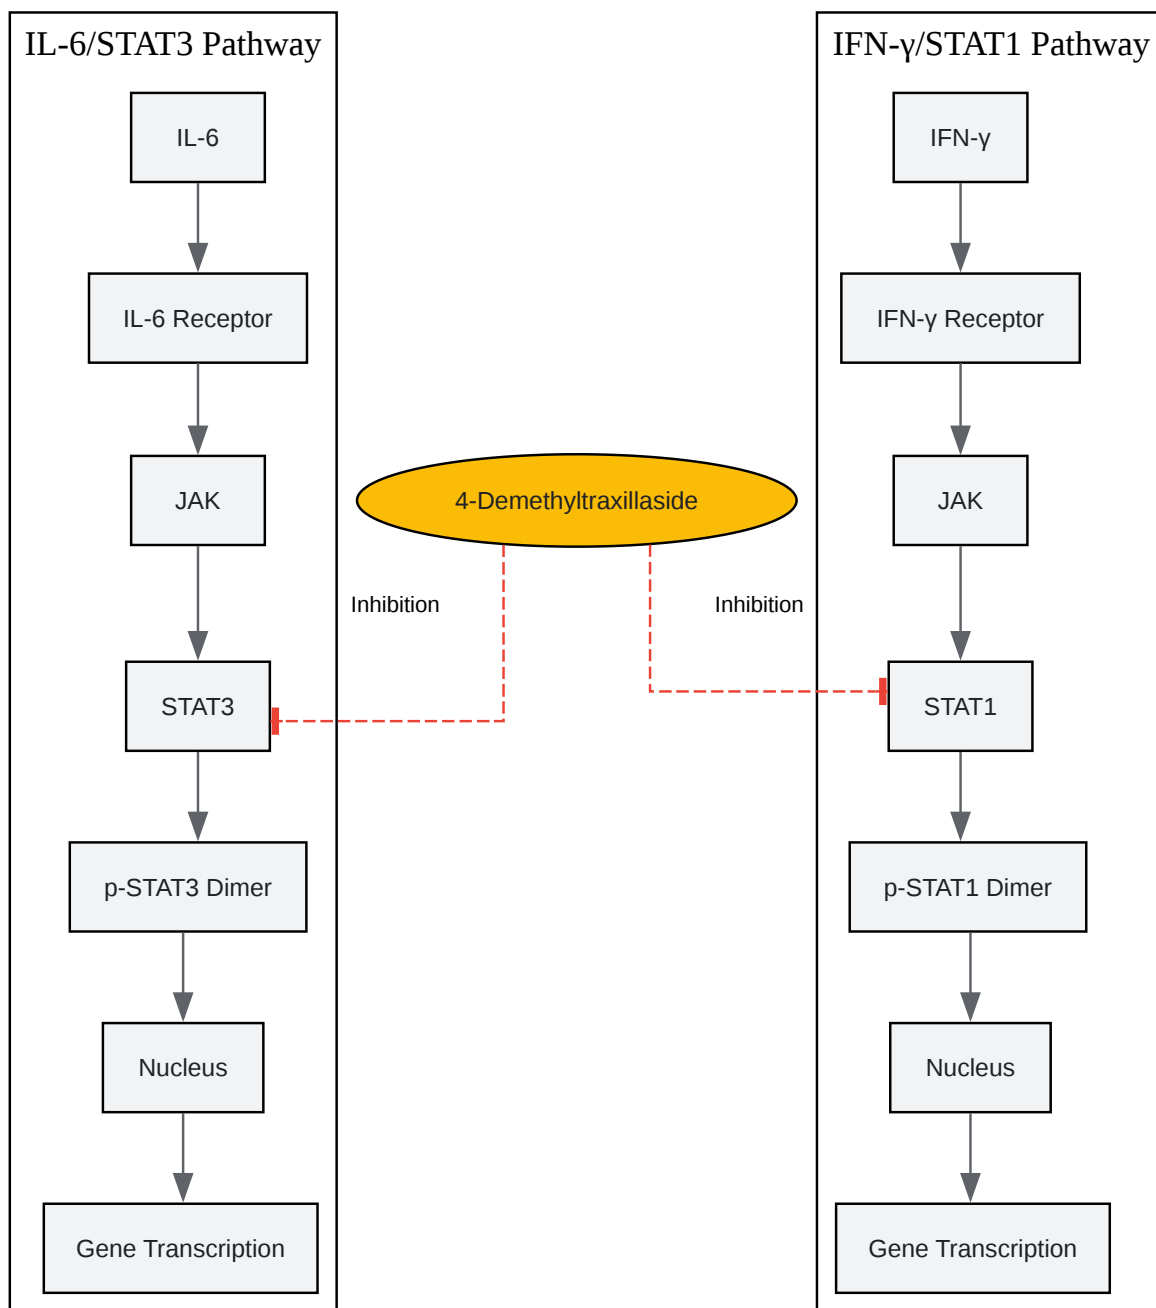 IL-6/STAT3 Pathway
IL-6
IL-6 Receptor
JAK
STAT3
p-STAT3 Dimer
Nucleus
Gene Transcription
4-Demethyltraxillaside
Inhibition
Inhibition
IFN-γ/STAT1 Pathway
IFN-γ
IFN-γ Receptor
JAK
STAT1
p-STAT1 Dimer
Nucleus
Gene Transcription